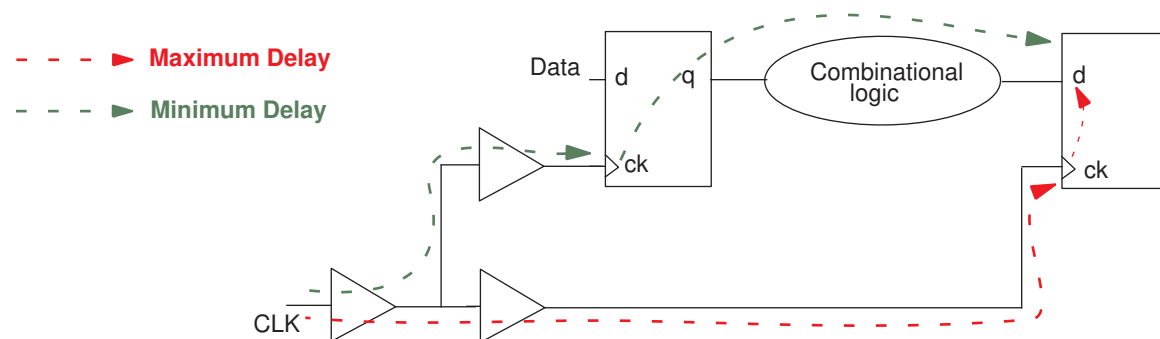 Maximum Delay
Minimum Delay
Data
d
q
ck
Combinational
logic
d
ck
CLK